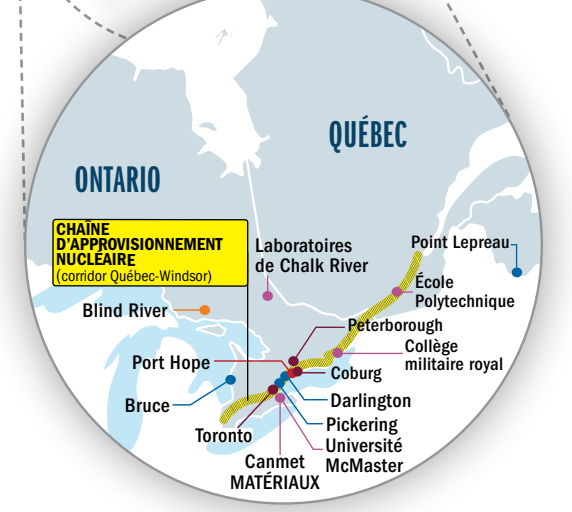 QUÉBEC
ONTARIO
CHAÎNE
D'APPROVISIONNEMENT
NUCLÉAIRE
(corridor Québec-Windsor)
Laboratoires
de Chalk River
Point Lepreau
École
Polytechnique
Blind River
Peterborough
Collège
militaire royal
Port Hope
Coburg
Bruce
Darlington
Pickering
Toronto
Université
McMaster
Canmet
MATÉRIAUX